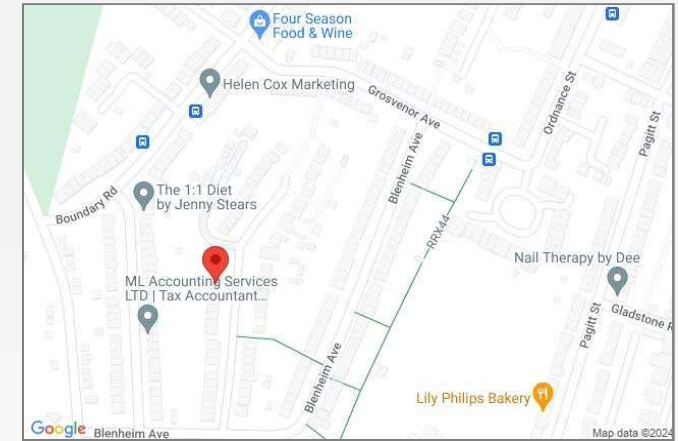 Four Season
Food & Wine
Helen Cox Marketing
Grosvenor Ave
Ordnance St
Pagitt St
Blenheim Ave
Boundary Rd
The 1:1 Diet
by Jenny Stears
RRX44
Nail Therapy by Dee
ML Accounting Services
LTD | Tax Accountant...
Gladstone R
Pagitt St
Blenheim Ave
Lily Philips Bakery
Google
Blenheim Ave
Map data ©2024